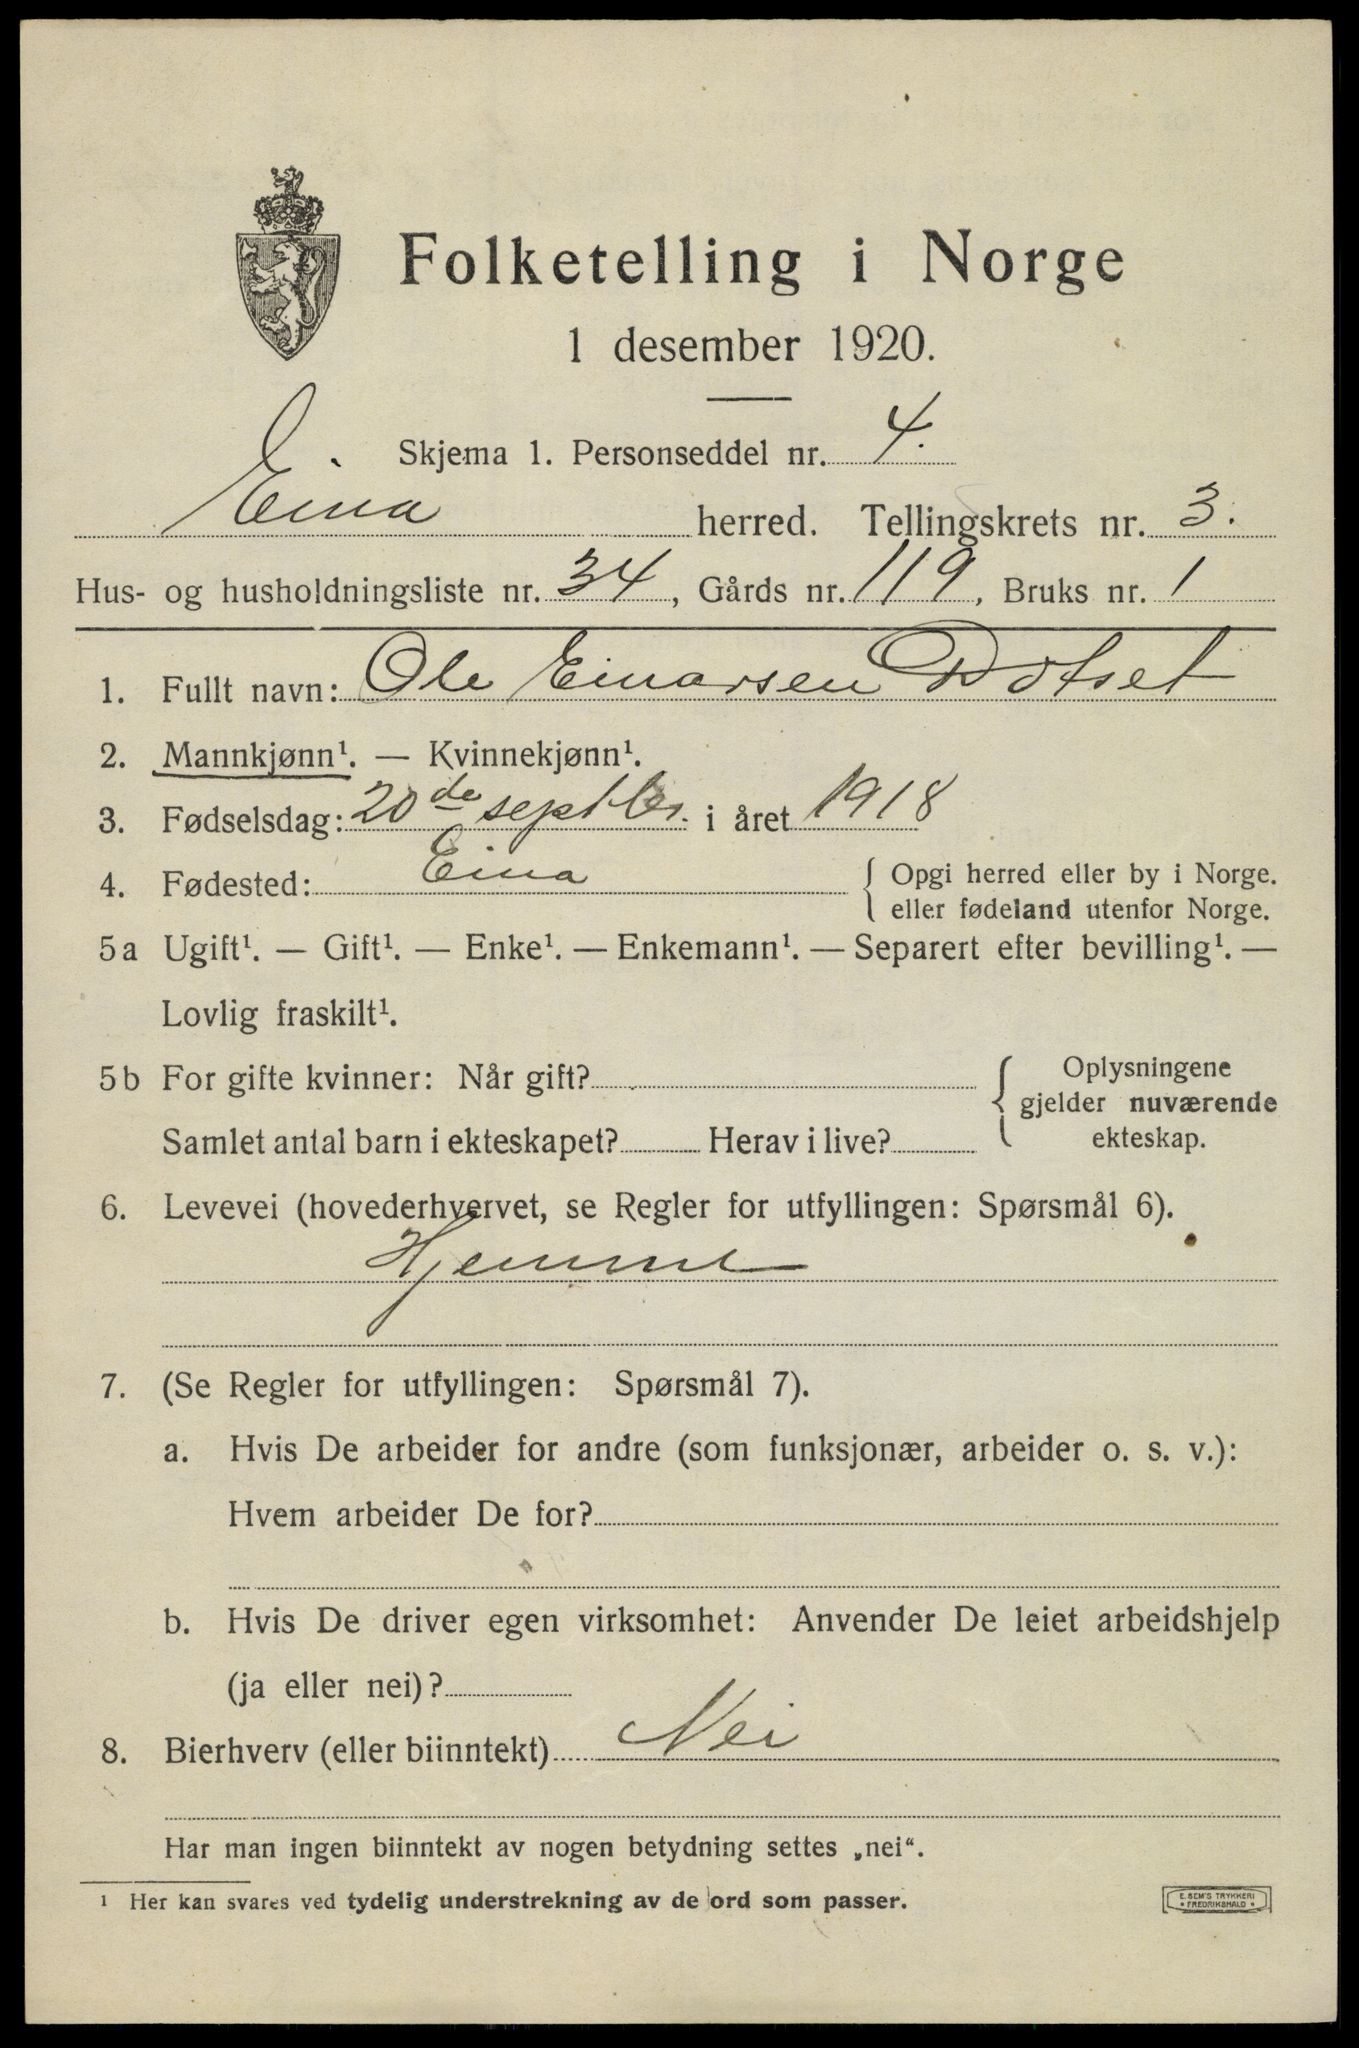 Folketelling i Norge
1 desember 1920.
Skjema 1. Personseddel nr. 4.
Eina herred. Tellingskrets nr. 3.
Hus- og husholdningsliste nr. 34, Gårds nr. 119, Bruks nr. 1
1. Fullt navn: Ole Einarsen Dotset
2. Mannkjønn¹. — Kvinnekjønn¹.
3. Fødselsdag: 20de septbr. i året 1918
4. Fødested: Eina { Opgi herred eller by i Norge.
eller fødeland utenfor Norge.
5a Ugift¹. — Gift¹. — Enke¹. — Enkemann¹. — Separert efter bevilling¹. —
Lovlig fraskilt¹.
5b For gifte kvinner: Når gift? { Oplysningene
gjelder nuværende
Samlet antal barn i ekteskapet? Herav i live? ekteskap.
6. Levevei (hovederhvervet, se Regler for utfyllingen: Spørsmål 6).
Hjemme
7. (Se Regler for utfyllingen: Spørsmål 7).
a. Hvis De arbeider for andre (som funksjonær, arbeider o. s. v.):
Hvem arbeider De for?
b. Hvis De driver egen virksomhet: Anvender De leiet arbeidshjelp
(ja eller nei)?
8. Bierhverv (eller biinntekt) Nei
Har man ingen biinntekt av nogen betydning settes „nei“.
¹ Her kan svares ved tydelig understrekning av de ord som passer.
E. SEM'S TRYKKERI
* FREDRIKSHALD *